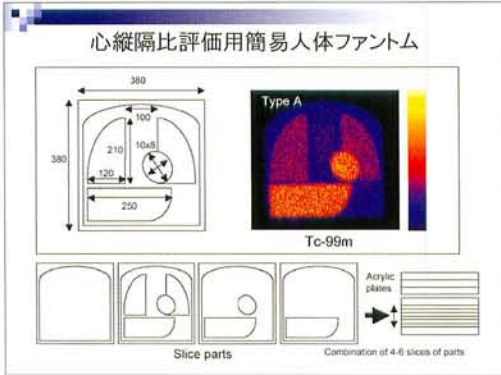 心縦隔比評価用簡易人体ファントム
380
380
100
210
10x8
120
250
Type A
Tc-99m
Slice parts
Acrylic
plates
Combination of 4-6 slices of parts